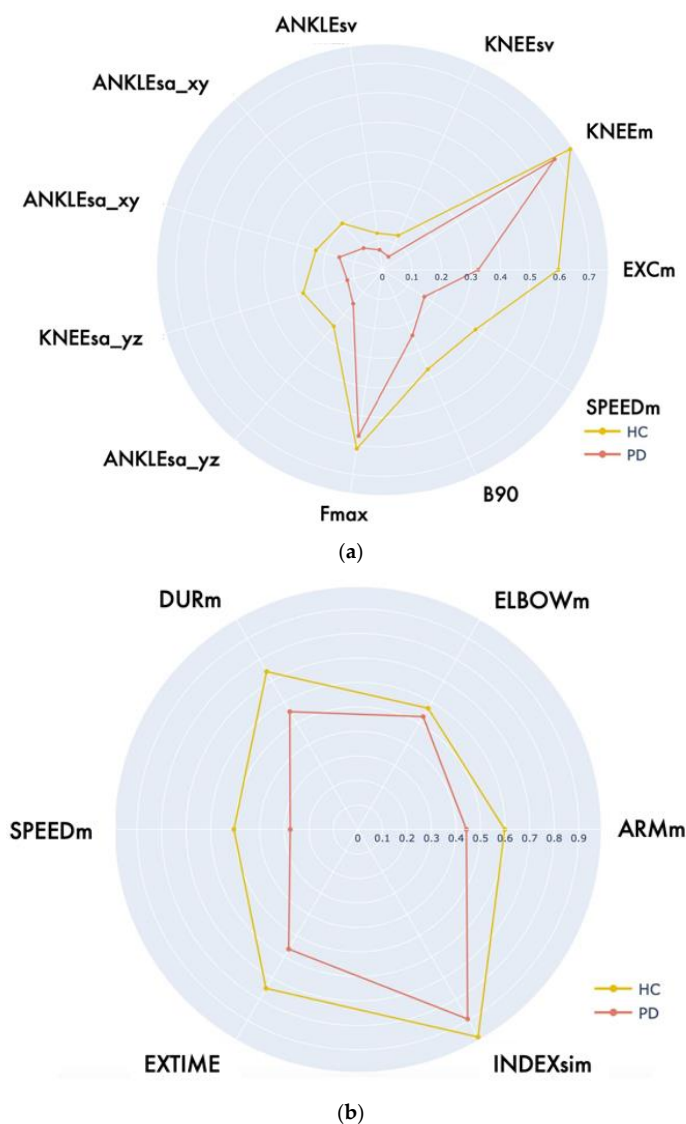 ANKLEsv
KNEEsv
ANKLEsa_xy
KNEEm
ANKLEsa_xy
0 0.1 0.2 0.3 0.4 0.5 0.6 0.7
EXCm
KNEEsa_yz
SPEEDm
HC
PD
ANKLEsa_yz
B90
Fmax
(a)
DURm
ELBOWm
SPEEDm
0 0.1 0.2 0.3 0.4 0.5 0.6 0.7 0.8 0.9
ARMm
HC
PD
EXTIME
INDEXsim
(b)